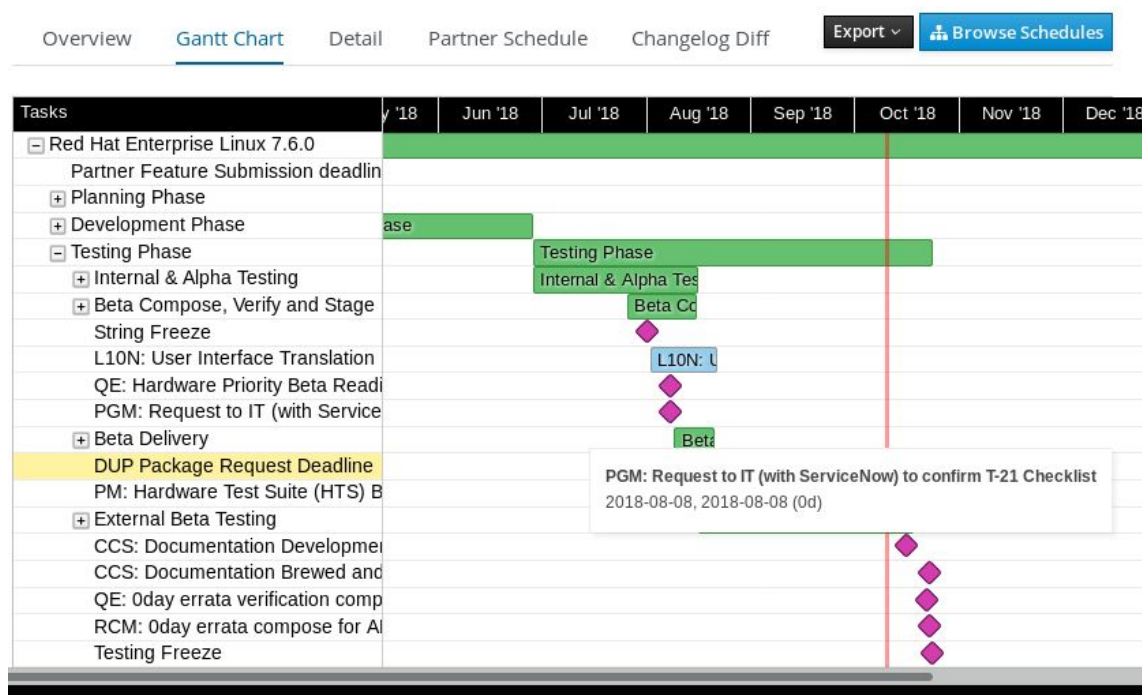 Overview Gantt Chart Detail Partner Schedule Changelog Diff Export Browse Schedules
Tasks y '18 Jun '18 Jul '18 Aug '18 Sep '18 Oct '18 Nov '18 Dec '18
Red Hat Enterprise Linux 7.6.0
Partner Feature Submission deadlin
Planning Phase
Development Phase ase
Testing Phase Testing Phase
Internal & Alpha Testing Internal & Alpha Tes
Beta Compose, Verify and Stage Beta Co
String Freeze
L10N: User Interface Translation L10N: U
QE: Hardware Priority Beta Readi
PGM: Request to IT (with Service
Beta Delivery Beta
DUP Package Request Deadline
PGM: Request to IT (with ServiceNow) to confirm T-21 Checklist
PM: Hardware Test Suite (HTS) B
2018-08-08, 2018-08-08 (0d)
External Beta Testing
CCS: Documentation Developmer
CCS: Documentation Brewed and
QE: 0day errata verification comp
RCM: 0day errata compose for Al
Testing Freeze